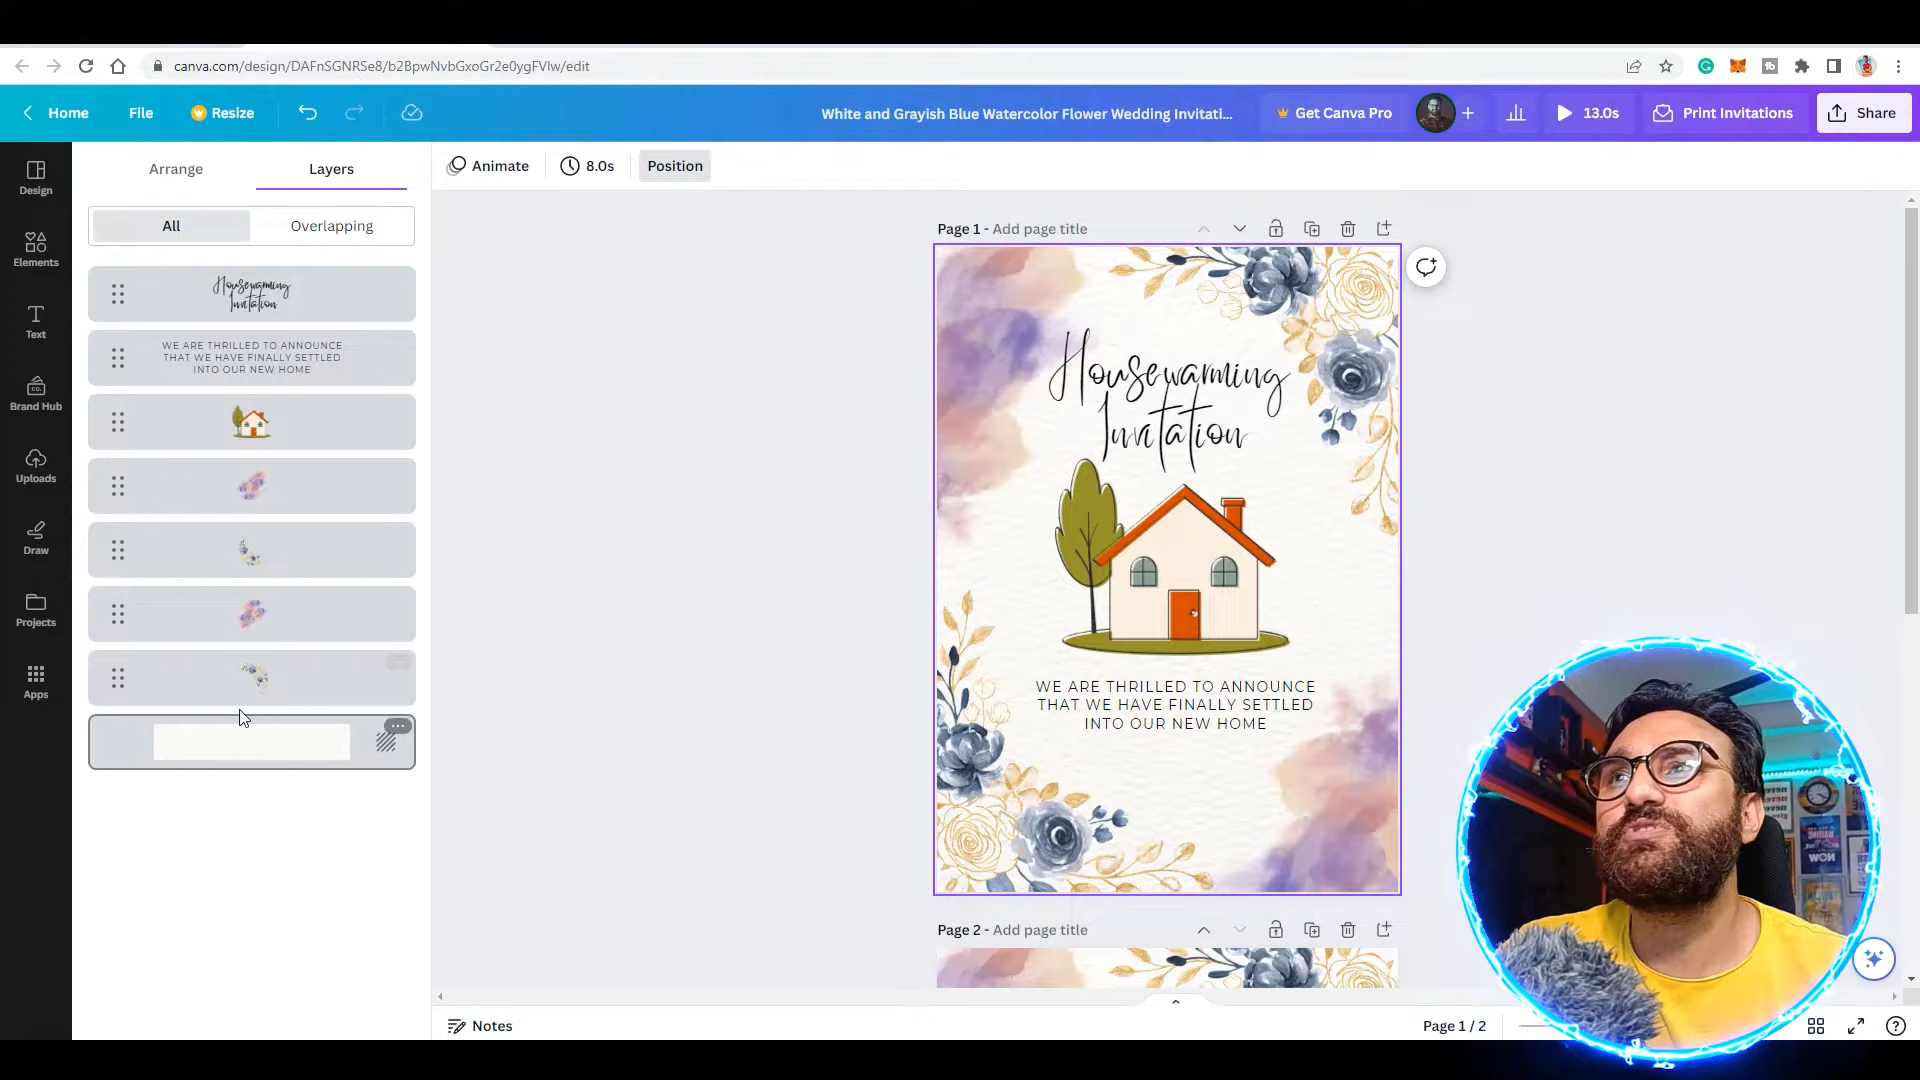 canva.com/design/DAFnSGNRSe8/b2BpwNvbGxoGr2e0ygFVlw/edit
Home
File
Resize
White and Grayish Blue Watercolor Flower Wedding Invitati...
Get Canva Pro
13.0s
Print Invitations
Share
Design
Elements
Text
Brand Hub
Uploads
Draw
Projects
Apps
Arrange
Layers
All
Overlapping
Housewarming
Invitation
WE ARE THRILLED TO ANNOUNCE
THAT WE HAVE FINALLY SETTLED
INTO OUR NEW HOME
Animate
8.0s
Position
Page 1 - Add page title
Housewarming
Invitation
WE ARE THRILLED TO ANNOUNCE
THAT WE HAVE FINALLY SETTLED
INTO OUR NEW HOME
Page 2 - Add page title
Notes
Page 1 / 2